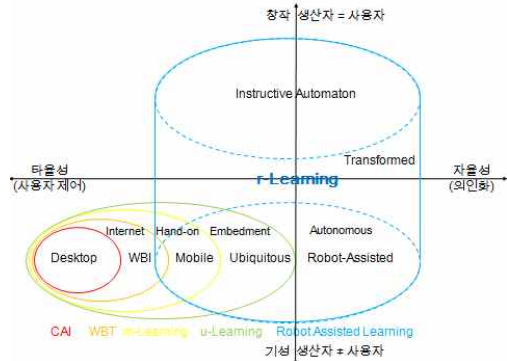 창작 생산자 = 사용자
Instructive Automaton
Transformed
타율성 자율성
(사용자 제어) r-Learning (의인화)
Internet Hand-on Embedment Autonomous
Desktop WBI Mobile Ubiquitous Robot-Assisted
CAI WBT m-Learning u-Learning Robot Assisted Learning
기성 생산자 ≠ 사용자